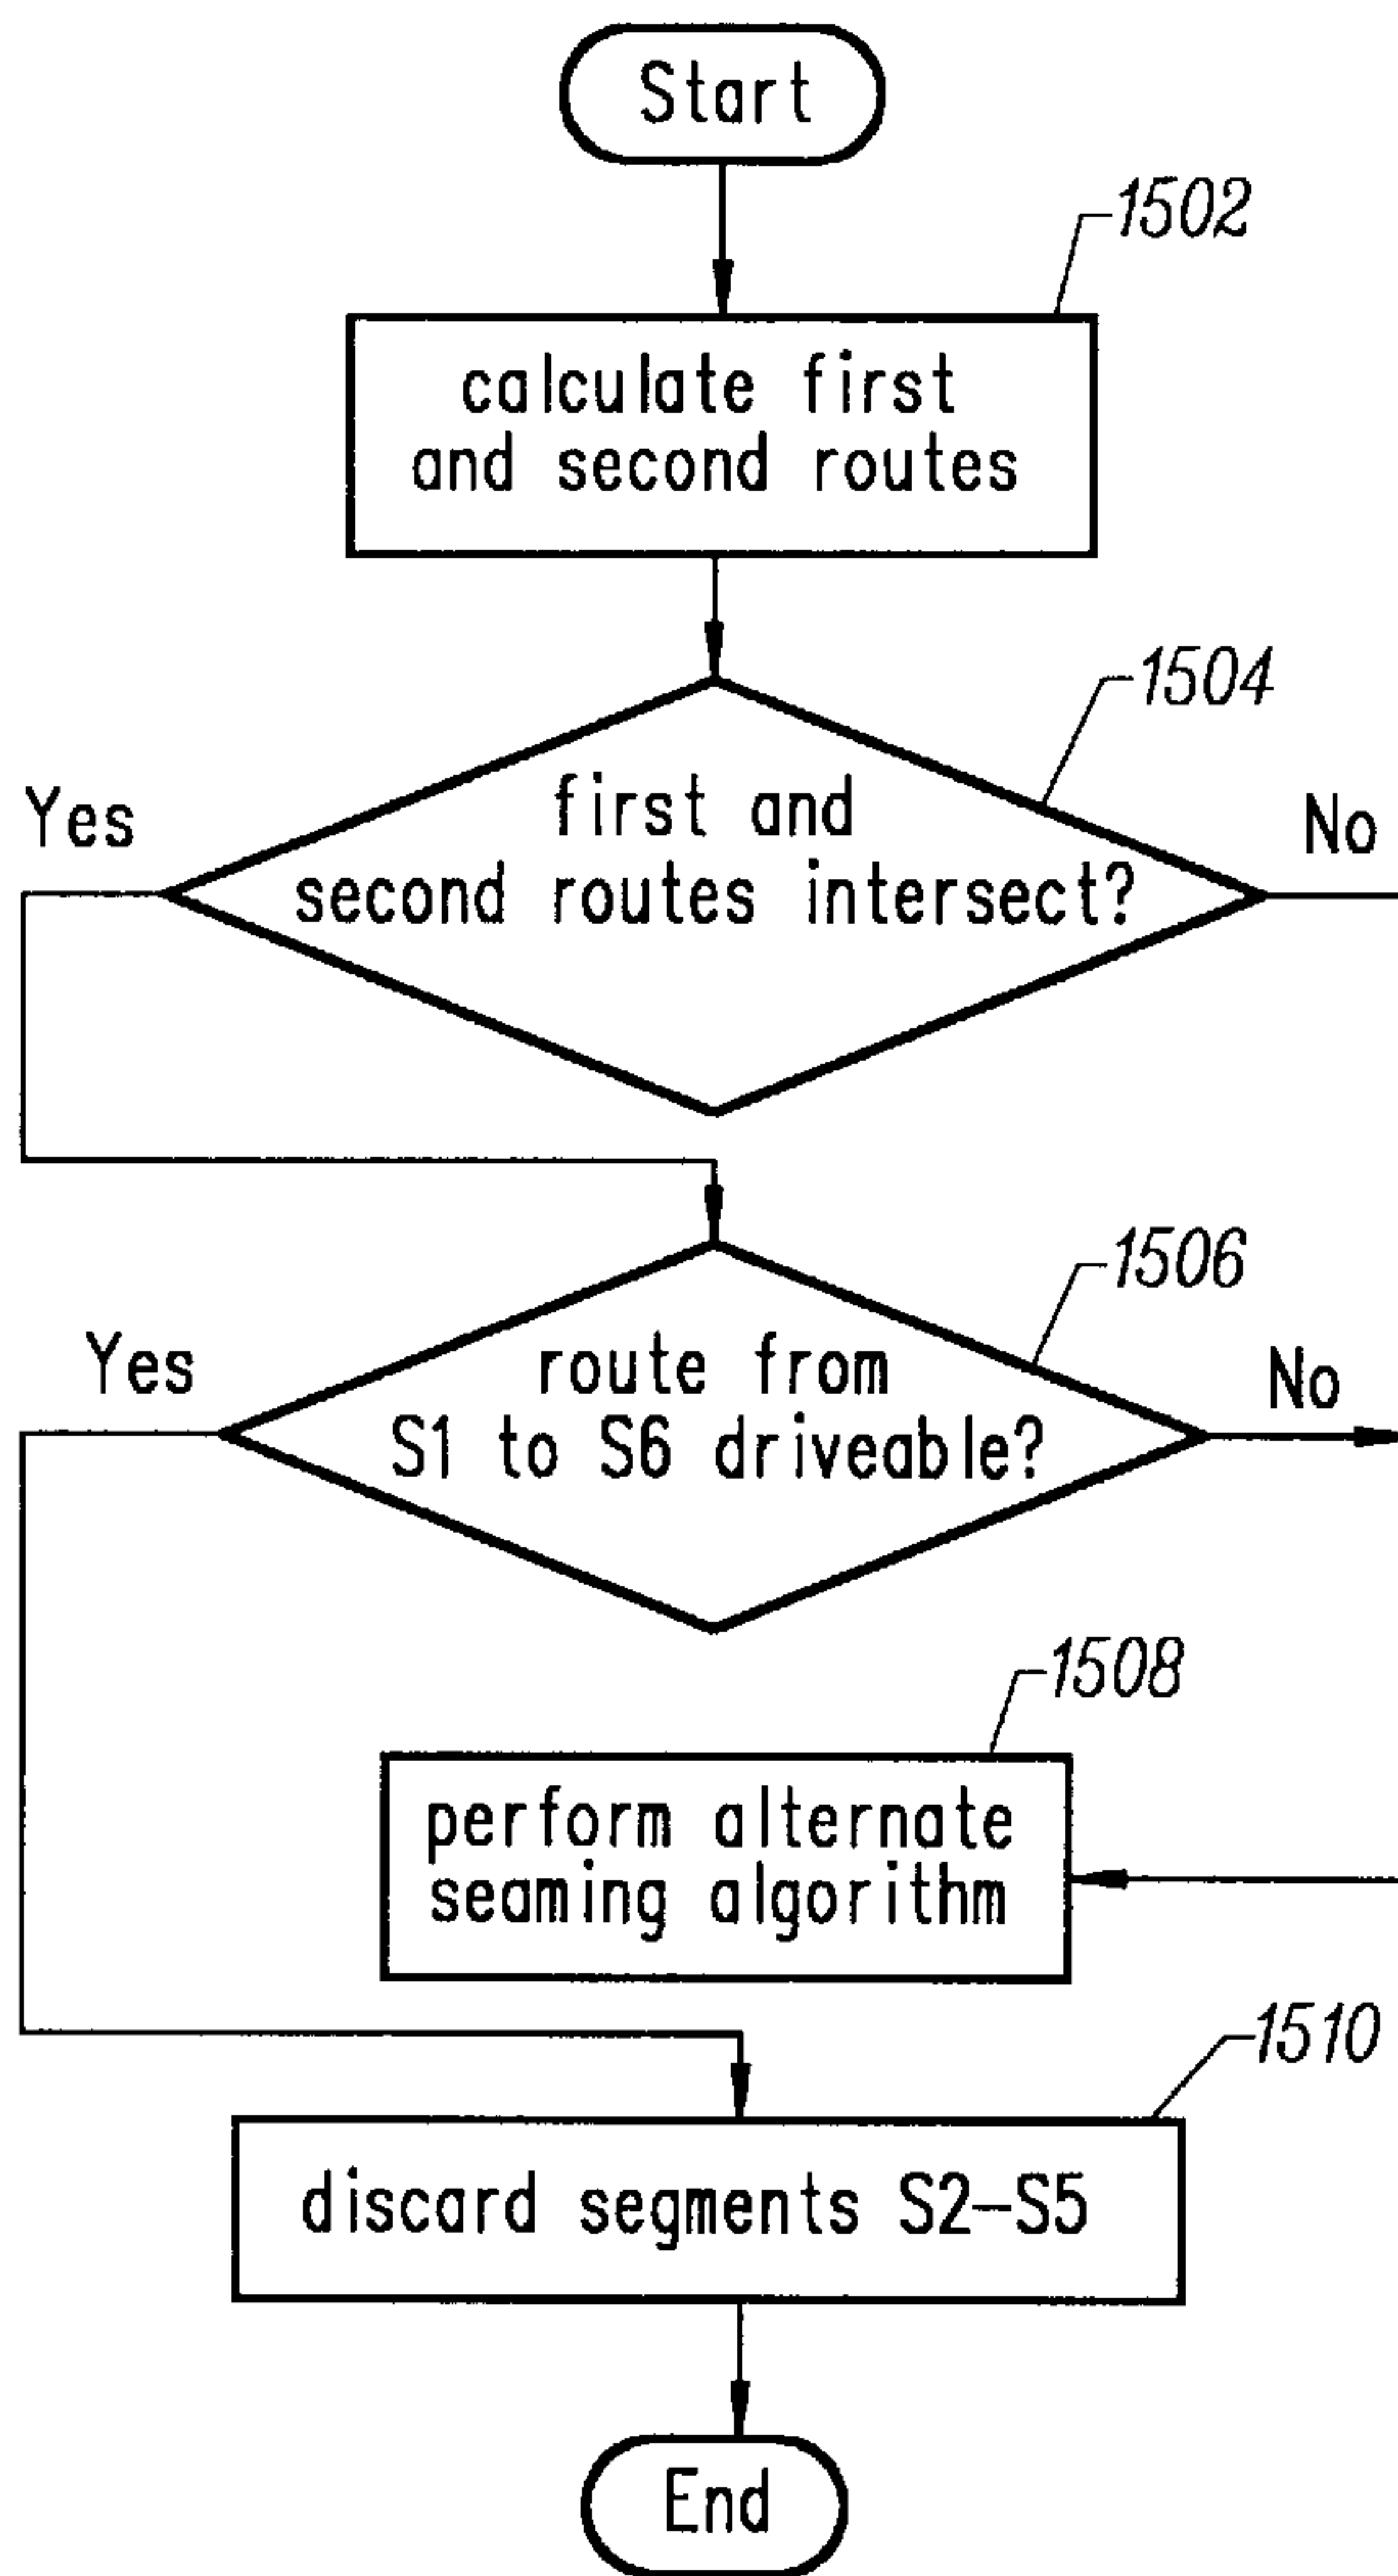 Start
1502
calculate first
and second routes
1504
Yes
No
first and
second routes intersect?
1506
Yes
No
route from
S1 to S6 driveable?
1508
perform alternate
seaming algorithm
1510
discard segments S2-S5
End